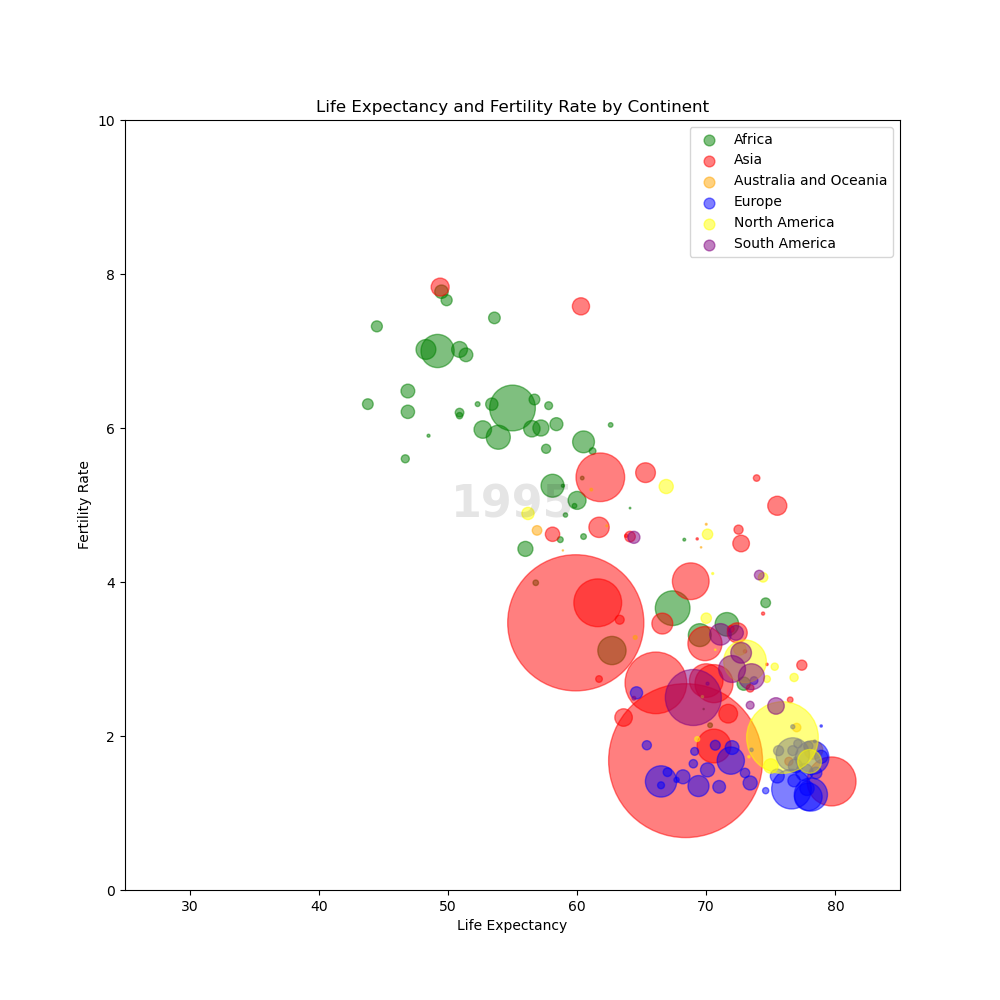 Life Expectancy and Fertility Rate by Continent
10
8
6
4
2
0
Fertility Rate
Africa
Asia
Australia and Oceania
Europe
North America
South America
1995
30 40 50 60 70 80
Life Expectancy